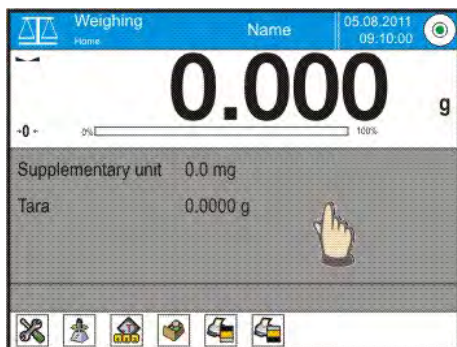 Weighing
Home
Name
05.08.2011
09:10:00
0.000 g
→0←
0%
100%
Supplementary unit 0.0 mg
Tara 0.0000 g